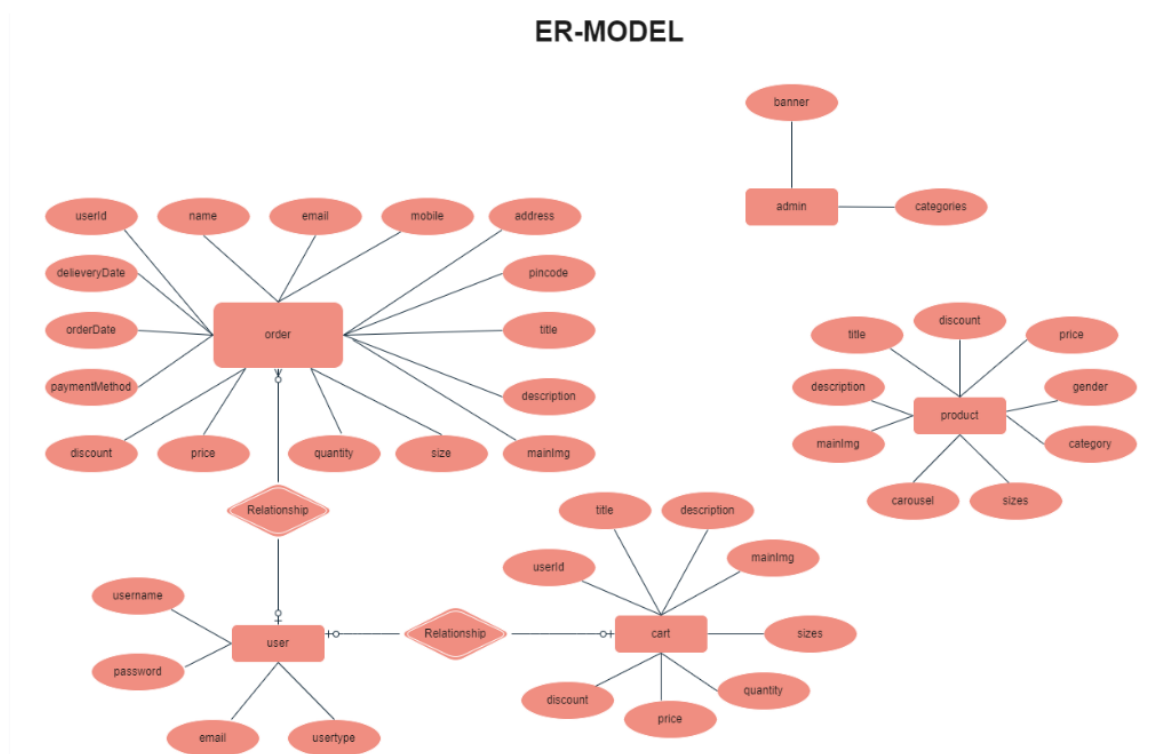 ER-MODEL
banner
admin
categories
userId
name
email
mobile
address
delieveryDate
pincode
orderDate
order
title
paymentMethod
description
discount
price
quantity
size
mainImg
title
discount
price
description
gender
product
mainImg
category
carousel
sizes
Relationship
title
description
userId
mainImg
username
user
Relationship
cart
sizes
password
discount
price
quantity
email
usertype